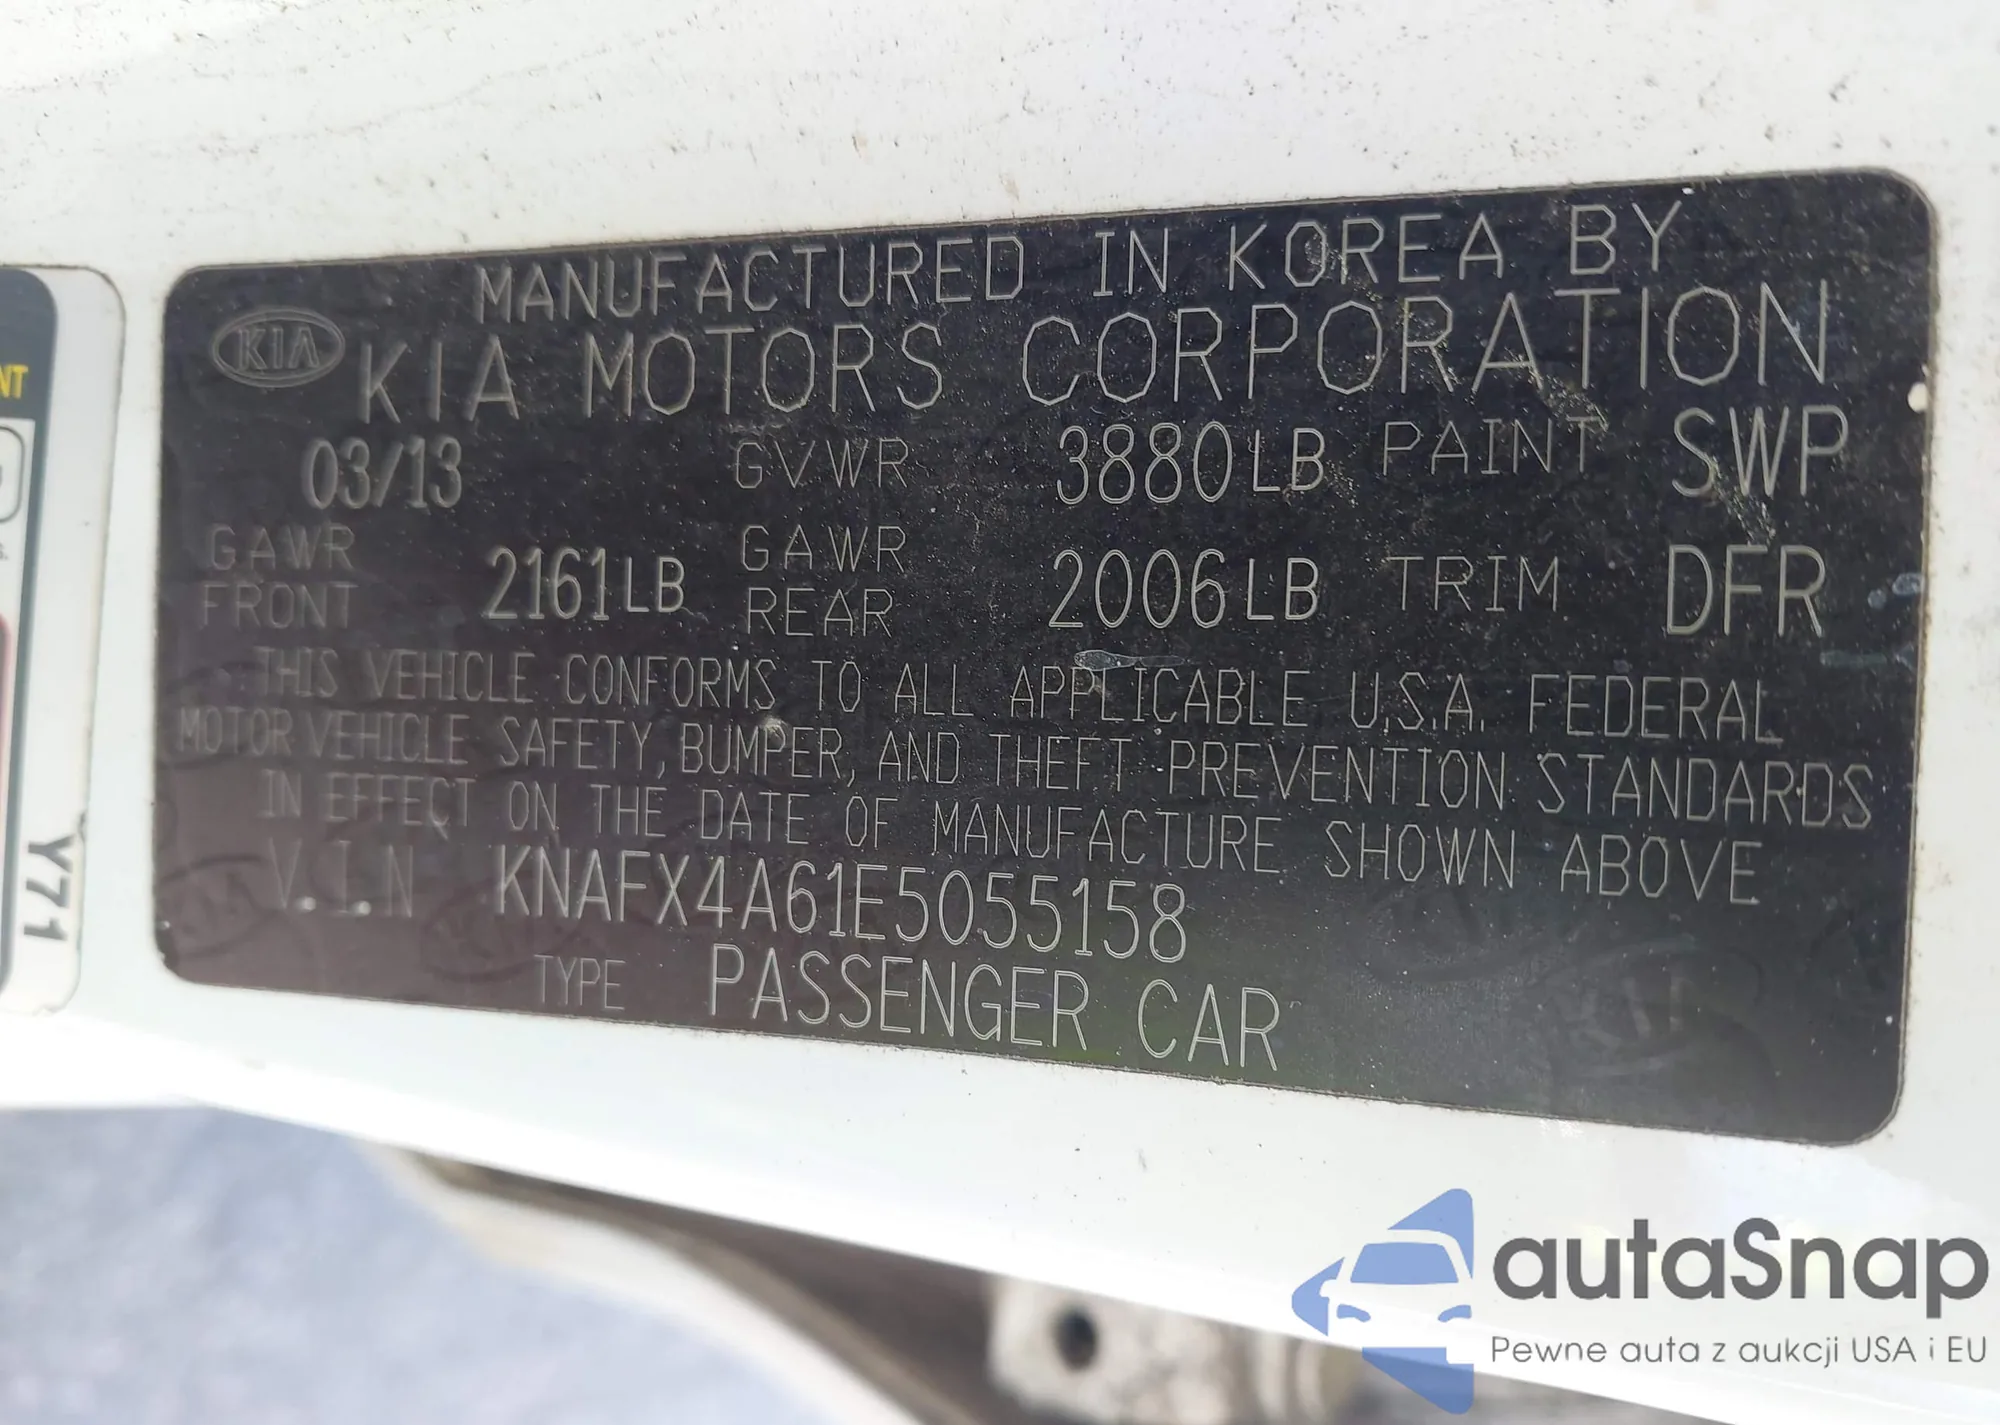 MANUFACTURED IN KOREA BY
KIA KIA MOTORS CORPORATION
03/13 GVWR 3880LB PAINT SWP
GAWR FRONT 2161LB GAWR REAR 2006LB TRIM DFR
THIS VEHICLE CONFORMS TO ALL APPLICABLE U.S.A. FEDERAL
MOTOR VEHICLE SAFETY, BUMPER, AND THEFT PREVENTION STANDARDS
IN EFFECT ON THE DATE OF MANUFACTURE SHOWN ABOVE
V.I.N KNAFX4A61E5055158
TYPE PASSENGER CAR
NT
Y71
autaSnap
Pewne auta z aukcji USA i EU